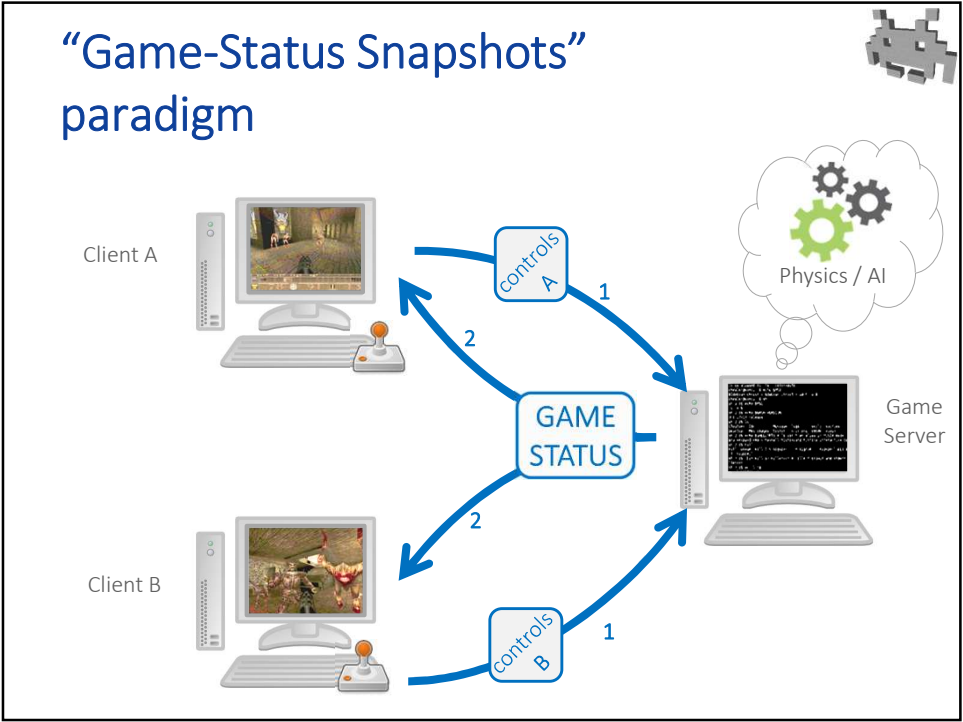 “Game-Status Snapshots”
paradigm
Client A
controls
A
1
2
Physics / AI
GAME
STATUS
Game
Server
2
Client B
controls
B
1